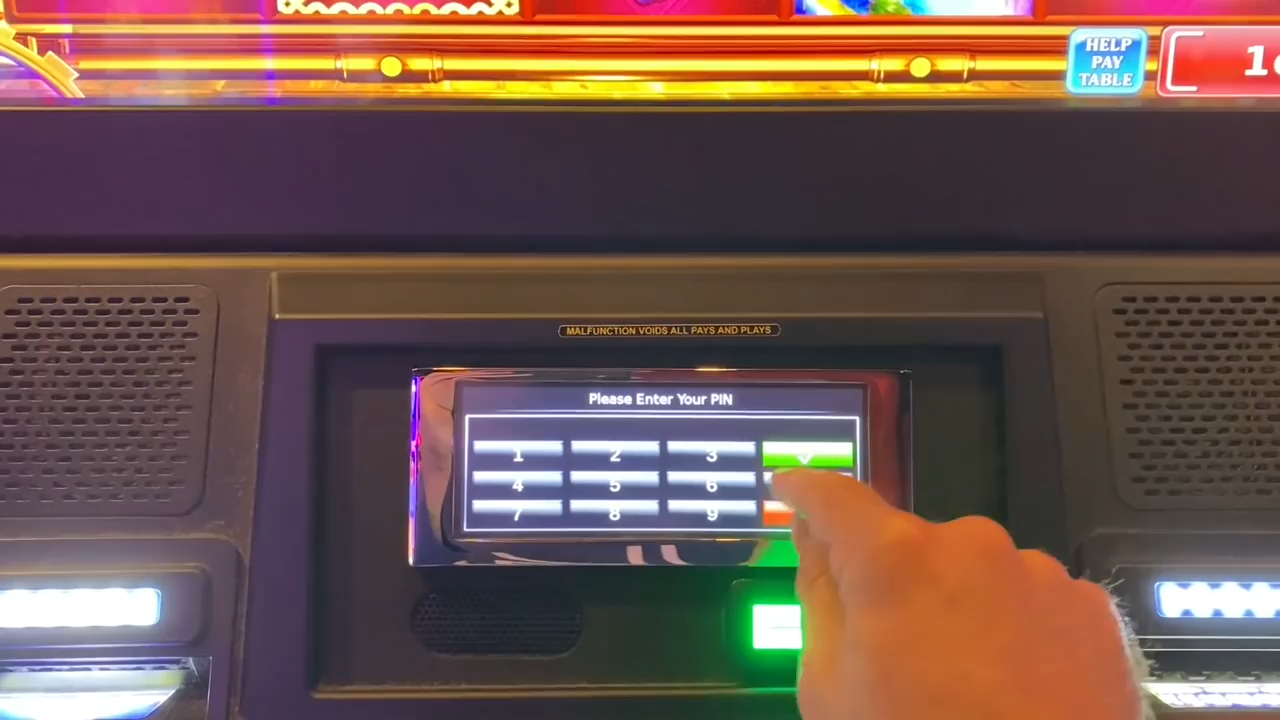 HELP
PAY
TABLE
1
MALFUNCTION VOIDS ALL PAYS AND PLAYS
Please Enter Your PIN
1 2 3
4 5 6
7 8 9